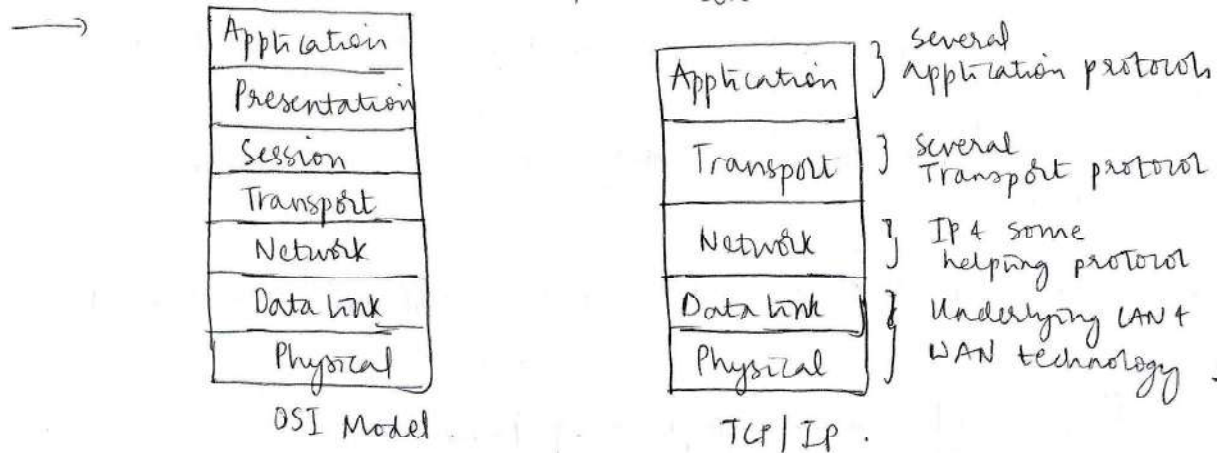 Application
Presentation
Session
Transport
Network
Data Link
Physical
OSI Model
Application
Transport
Network
Data Link
Physical
TCP/IP.
several
application protocols
several
Transport protocol
IP & some
helping protocol
Underlying LAN &
WAN technology.